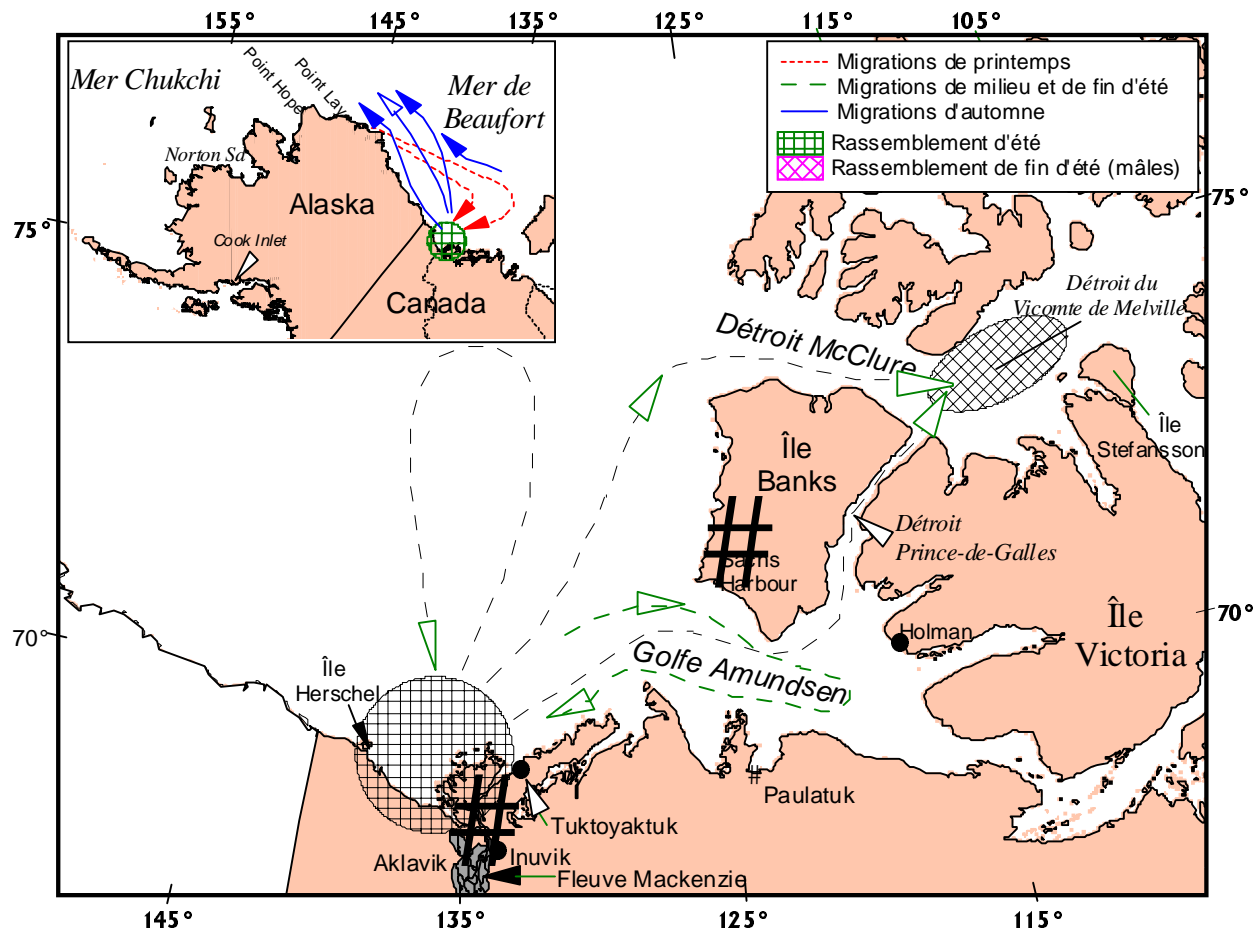 155°
145°
135°
125°
115°
105°
Mer Chukchi
Point Hope
Point Lay
Mer de
Beaufort
Norton Sd
Alaska
Cook Inlet
Canada
Migrations de printemps
Migrations de milieu et de fin d'été
Migrations d'automne
Rassemblement d'été
Rassemblement de fin d'été (mâles)
75°
75°
Détroit du
Vicomte de Melville
Détroit McClure
Île
Stefansson
Île
Banks
Sachs
Harbour
Détroit
Prince-de-Galles
70°
70°
Île
Victoria
Holman
Golfe Amundsen
Île
Herschel
Paulatuk
Tuktoyaktuk
Aklavik
Inuvik
Fleuve Mackenzie
145°
135°
125°
115°